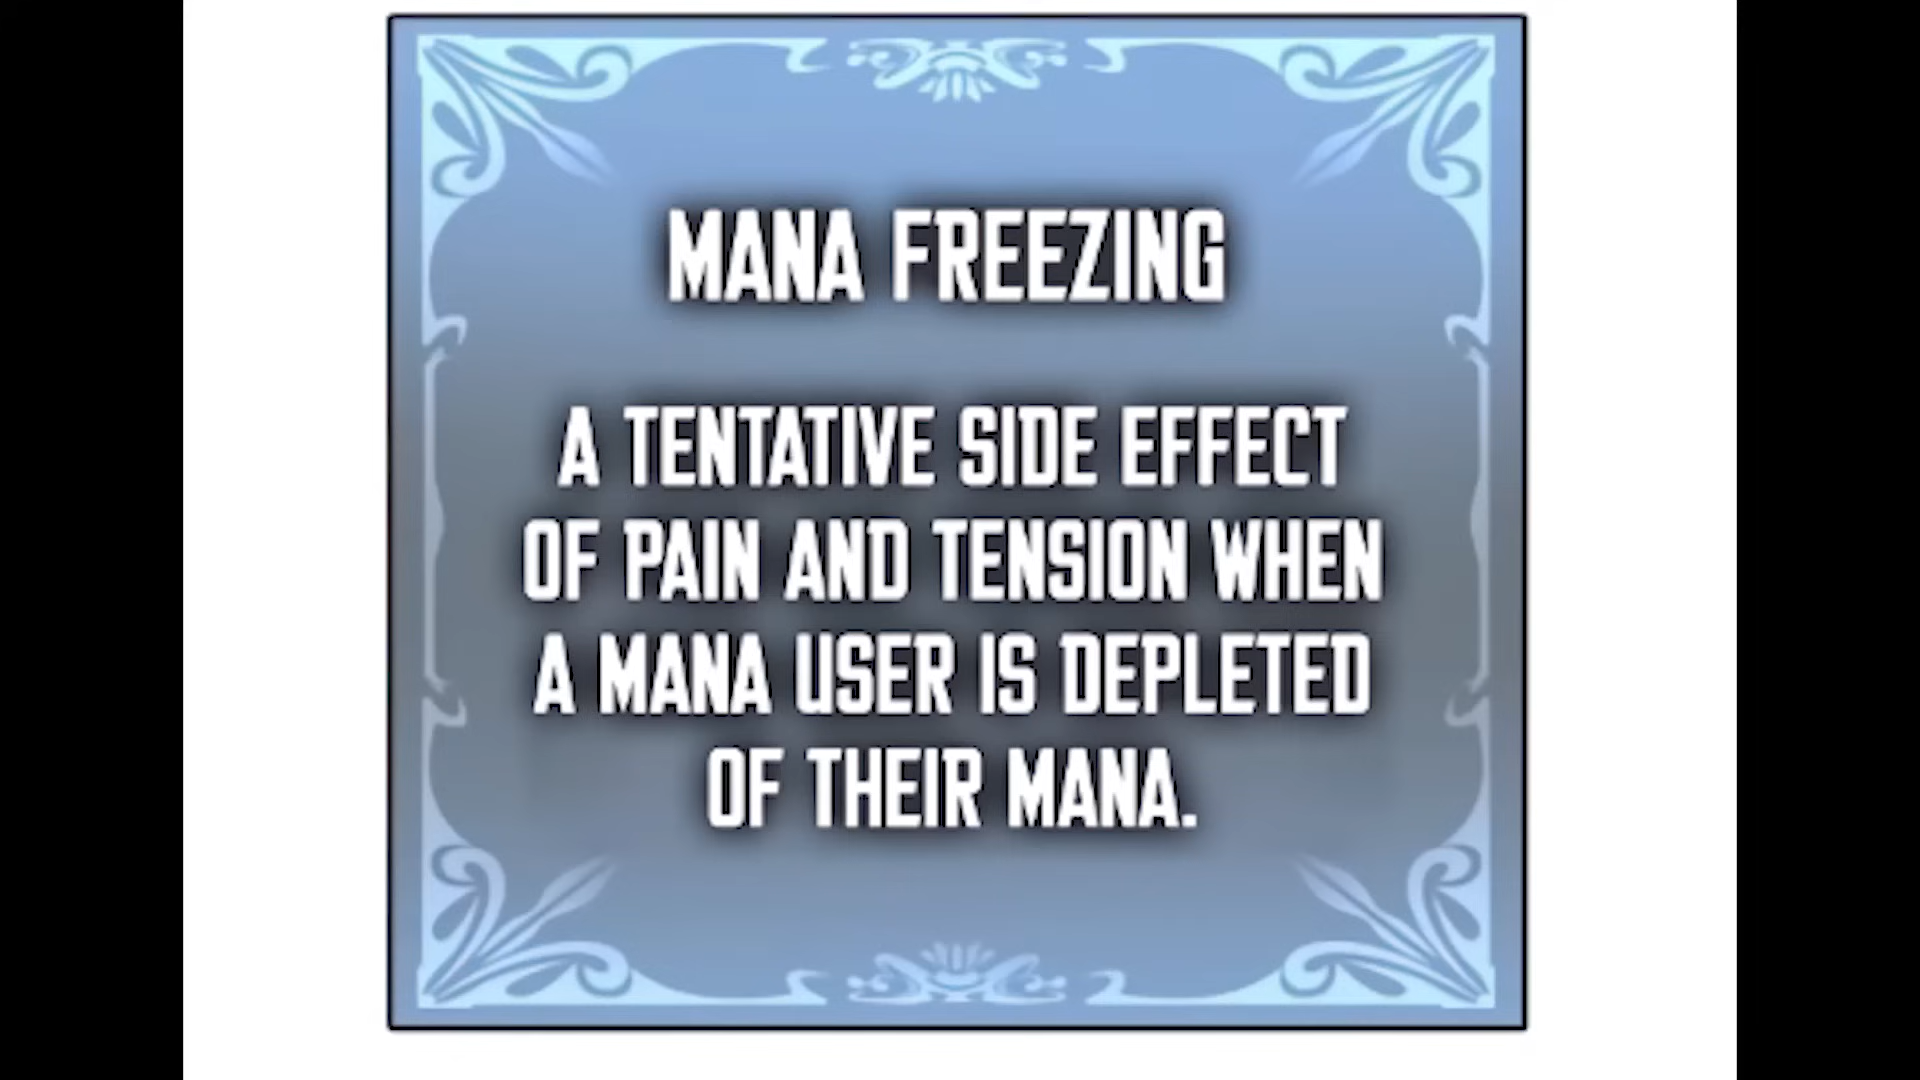 MANA FREEZING
A TENTATIVE SIDE EFFECT
OF PAIN AND TENSION WHEN
A MANA USER IS DEPLETED
OF THEIR MANA.